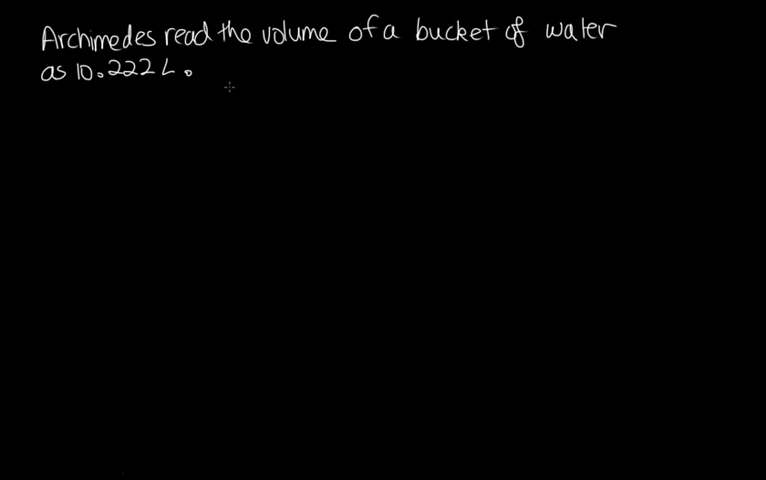 Archimedes read the volume of a bucket of water
as 10.222 L.